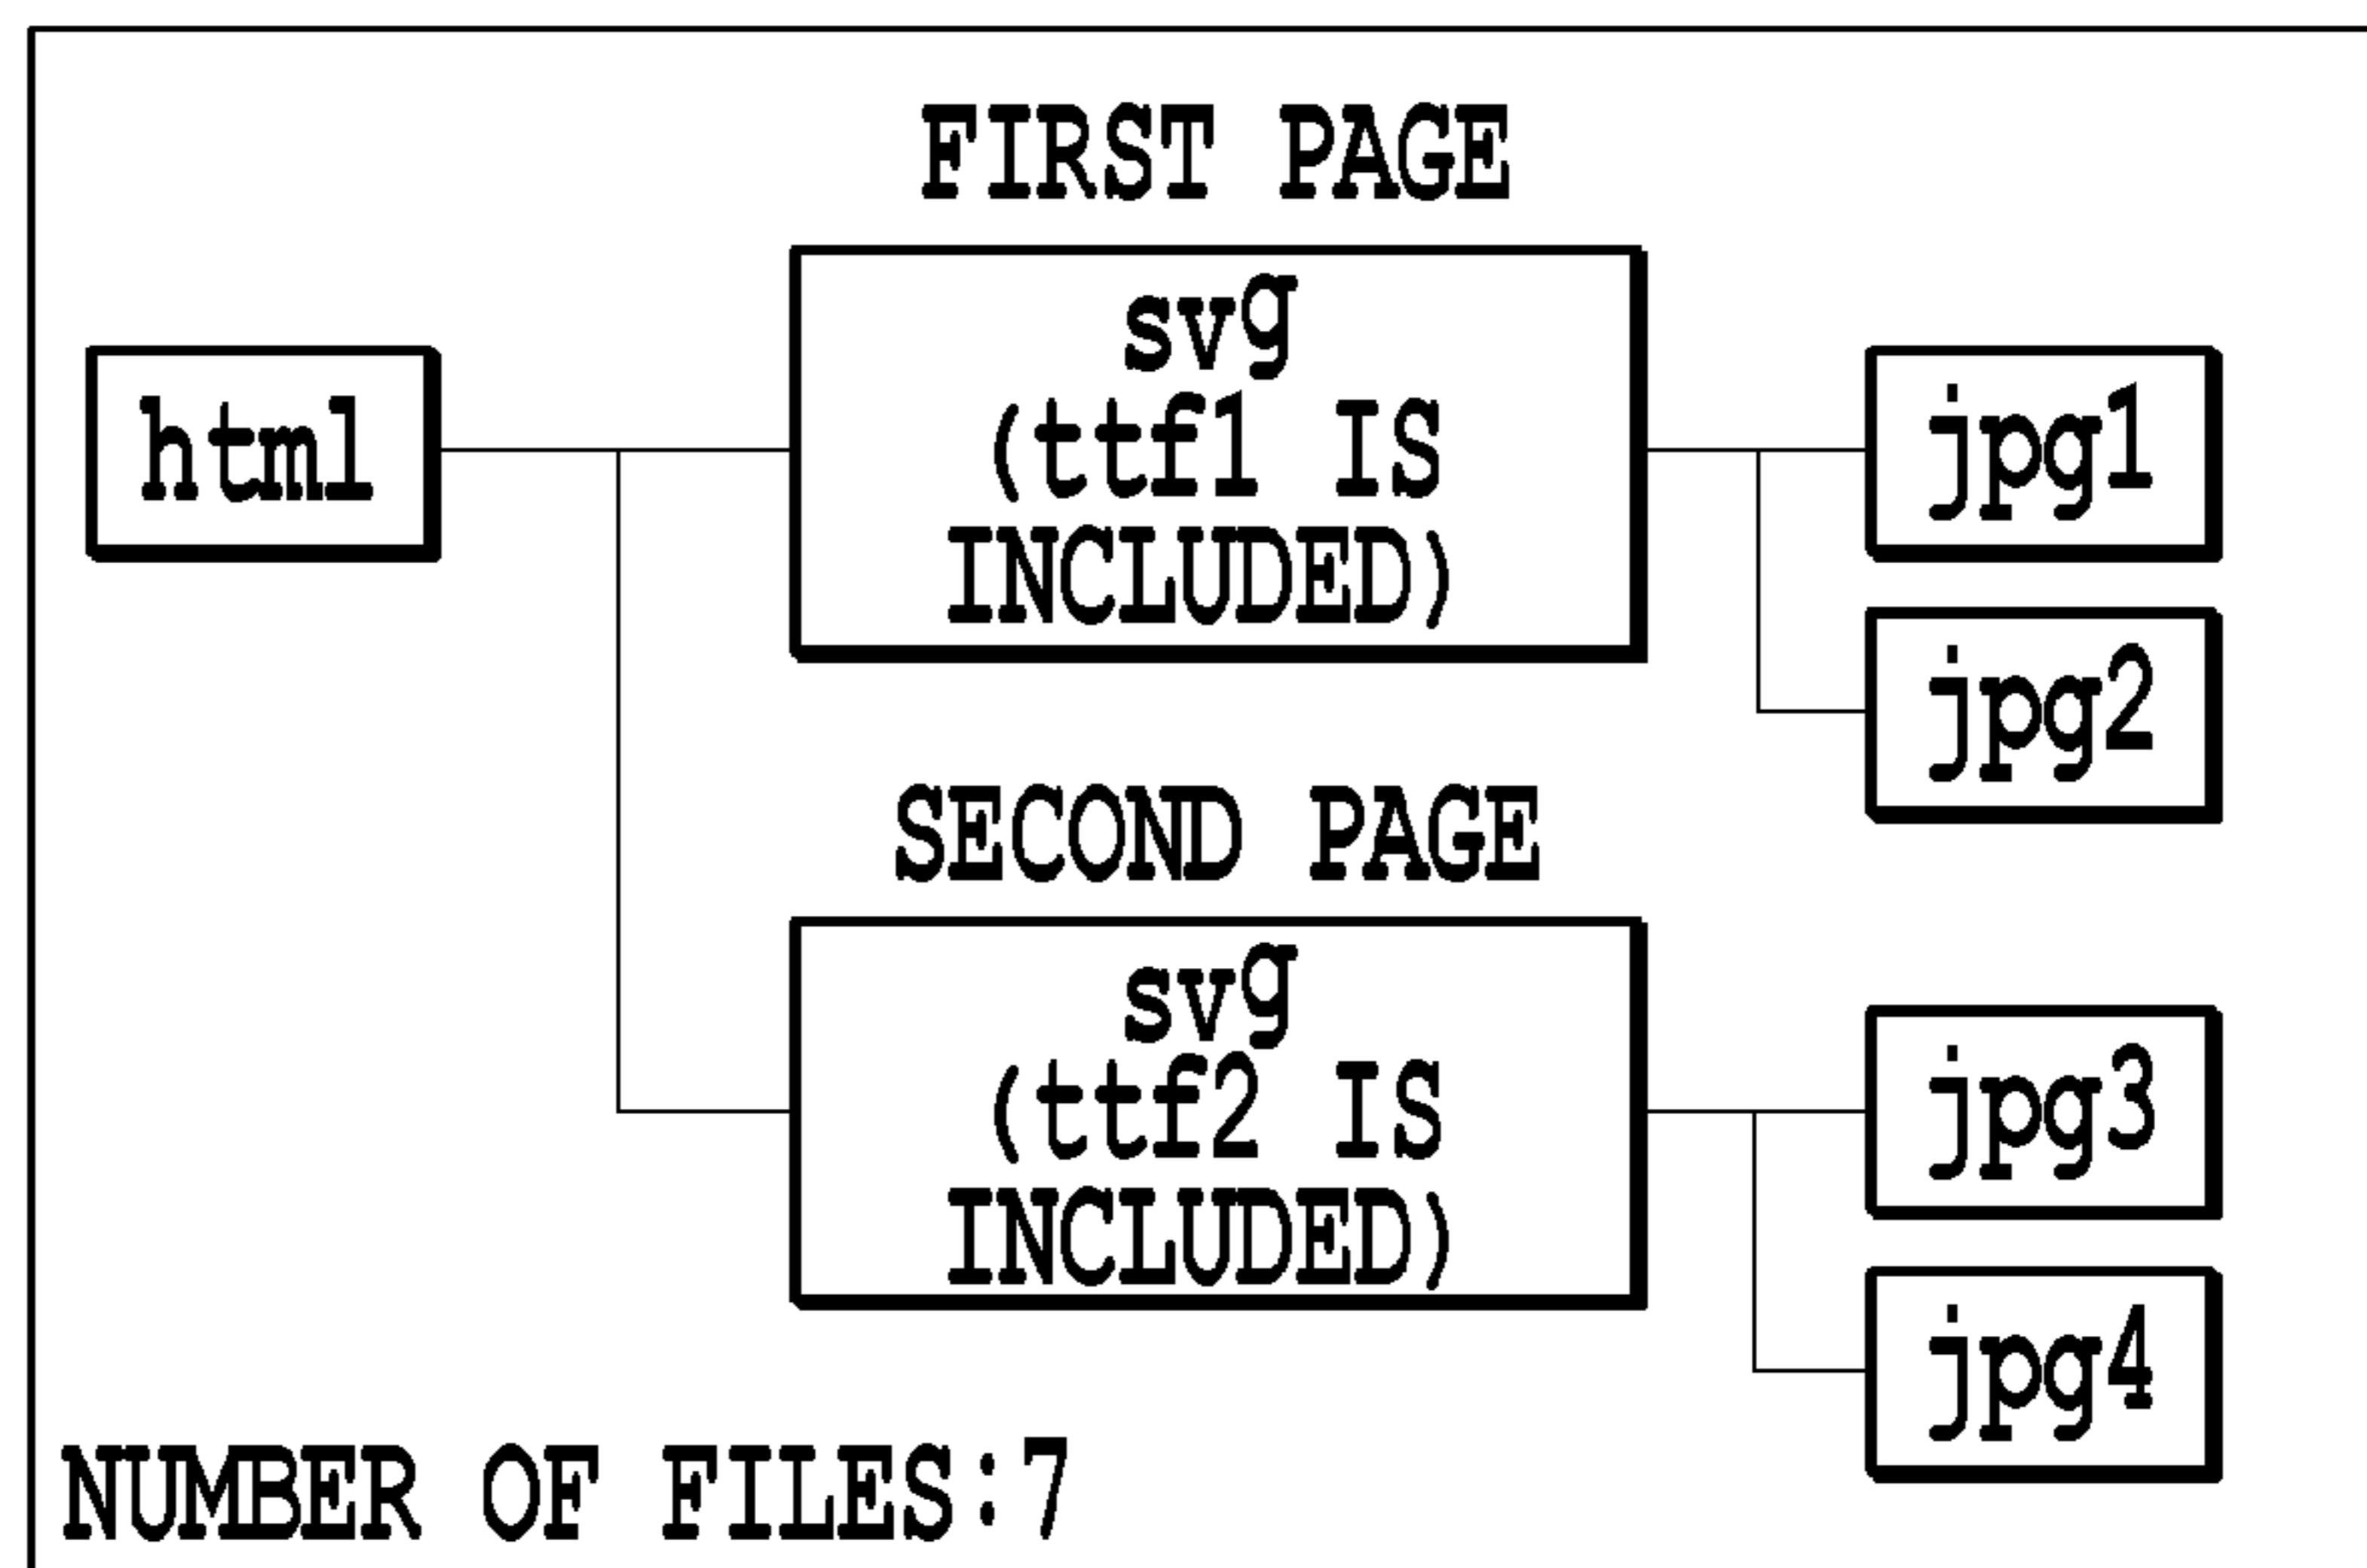 FIRST PAGE
html
svg
(ttf1 IS
INCLUDED)
jpg1
jpg2
SECOND PAGE
svg
(ttf2 IS
INCLUDED)
jpg3
jpg4
NUMBER OF FILES:7